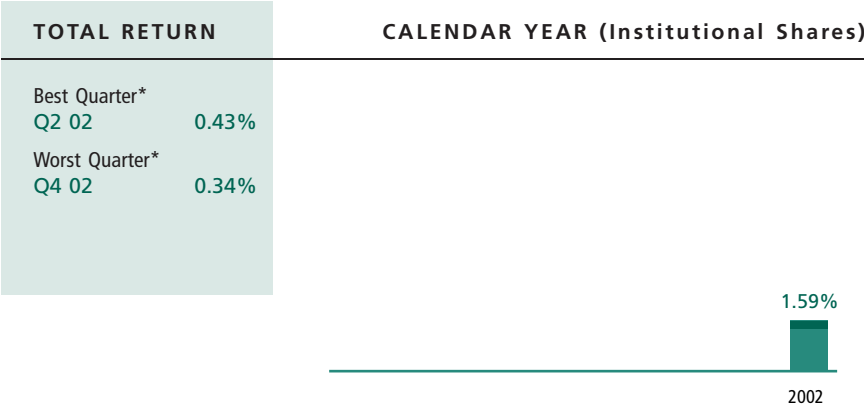 TOTAL RETURN
CALENDAR YEAR (Institutional Shares)
Best Quarter*
Q2 02 0.43%
Worst Quarter*
Q4 02 0.34%
1.59%
2002